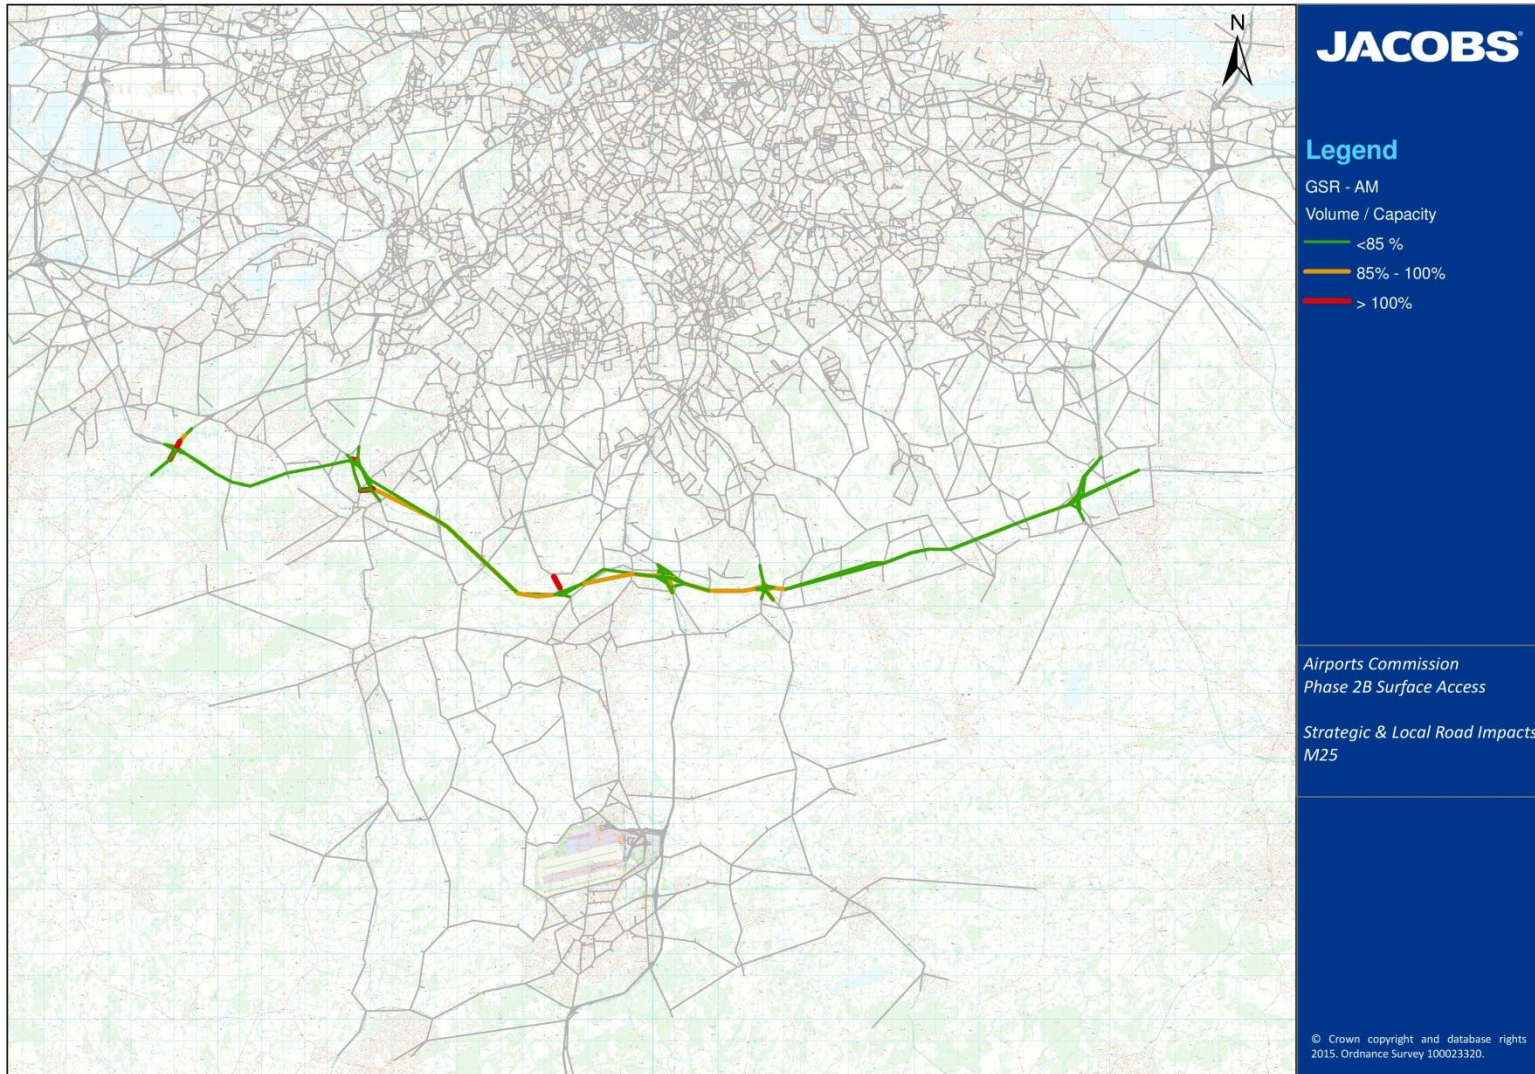 N
JACOBS
Legend
GSR - AM
Volume / Capacity
<85 %
85% - 100%
> 100%
Airports Commission
Phase 2B Surface Access
Strategic & Local Road Impacts
M25
© Crown copyright and database rights
2015. Ordnance Survey 100023320.